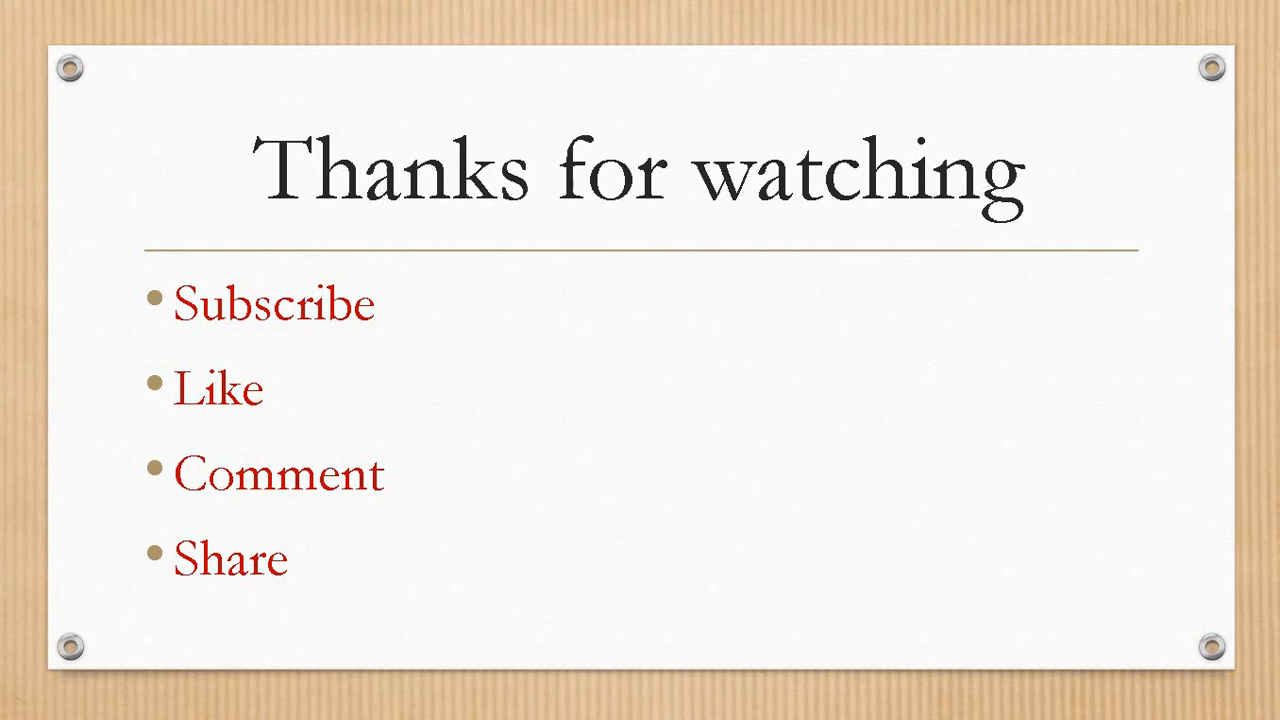 Thanks for watching
• Subscribe
• Like
• Comment
• Share